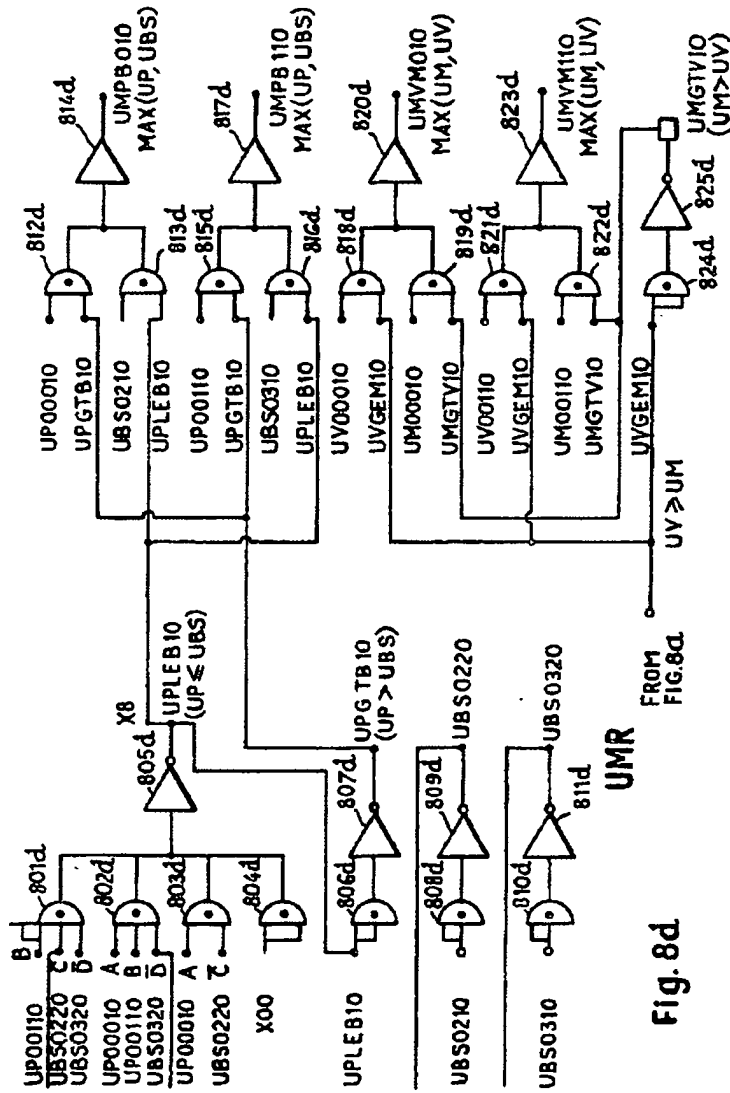 UP00110
UBS0220
UBS0320
UP00010
UP00110
UBS0320
UP00010
UBS0220
X00
B
C̅
D̅
A
B
D̅
A
C̅
801d
802d
803d
804d
805d
X8
UPLEB10
(UP ≤ UBS)
UPLEB10
806d
807d
UPGTB10
(UP > UBS)
UBS0210
808d
809d
UBS0220
UBS0310
810d
811d
UBS0320
UP00010
UPGTB10
UBS0210
UPLEB10
UP00110
UPGTB10
UBS0310
UPLEB10
UV00010
UVGEM10
UM00010
UMGTV10
UV00110
UVGEM10
UM00110
UMGTV10
UVGEM10
812d
813d
814d
UMPB010
MAX(UP, UBS)
815d
816d
817d
UMPB110
MAX(UP, UBS)
818d
819d
820d
UMVM010
MAX(UM, UV)
821d
822d
823d
UMVM110
MAX(UM, UV)
824d
825d
UMGTV10
(UM>UV)
UV ≥ UM
FROM
FIG. 8a
UMR
Fig. 8d